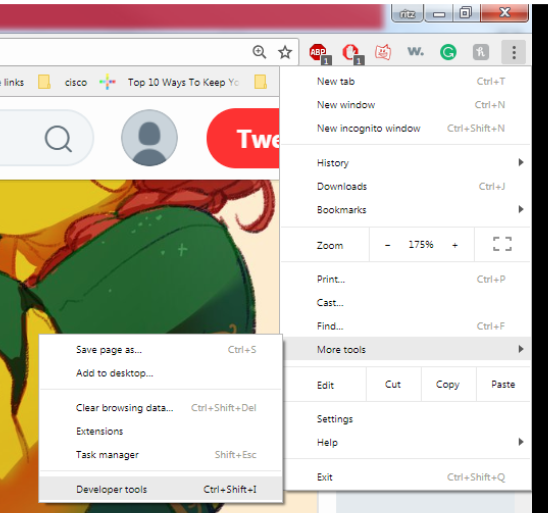 ritz
ABP 1 1 w. G
links cisco Top 10 Ways To Keep Yo
Twe
New tab Ctrl+T
New window Ctrl+N
New incognito window Ctrl+Shift+N
History
Downloads Ctrl+J
Bookmarks
Zoom - 175% +
Print... Ctrl+P
Cast...
Find... Ctrl+F
More tools
Edit Cut Copy Paste
Settings
Help
Exit Ctrl+Shift+Q
Save page as... Ctrl+S
Add to desktop...
Clear browsing data... Ctrl+Shift+Del
Extensions
Task manager Shift+Esc
Developer tools Ctrl+Shift+I